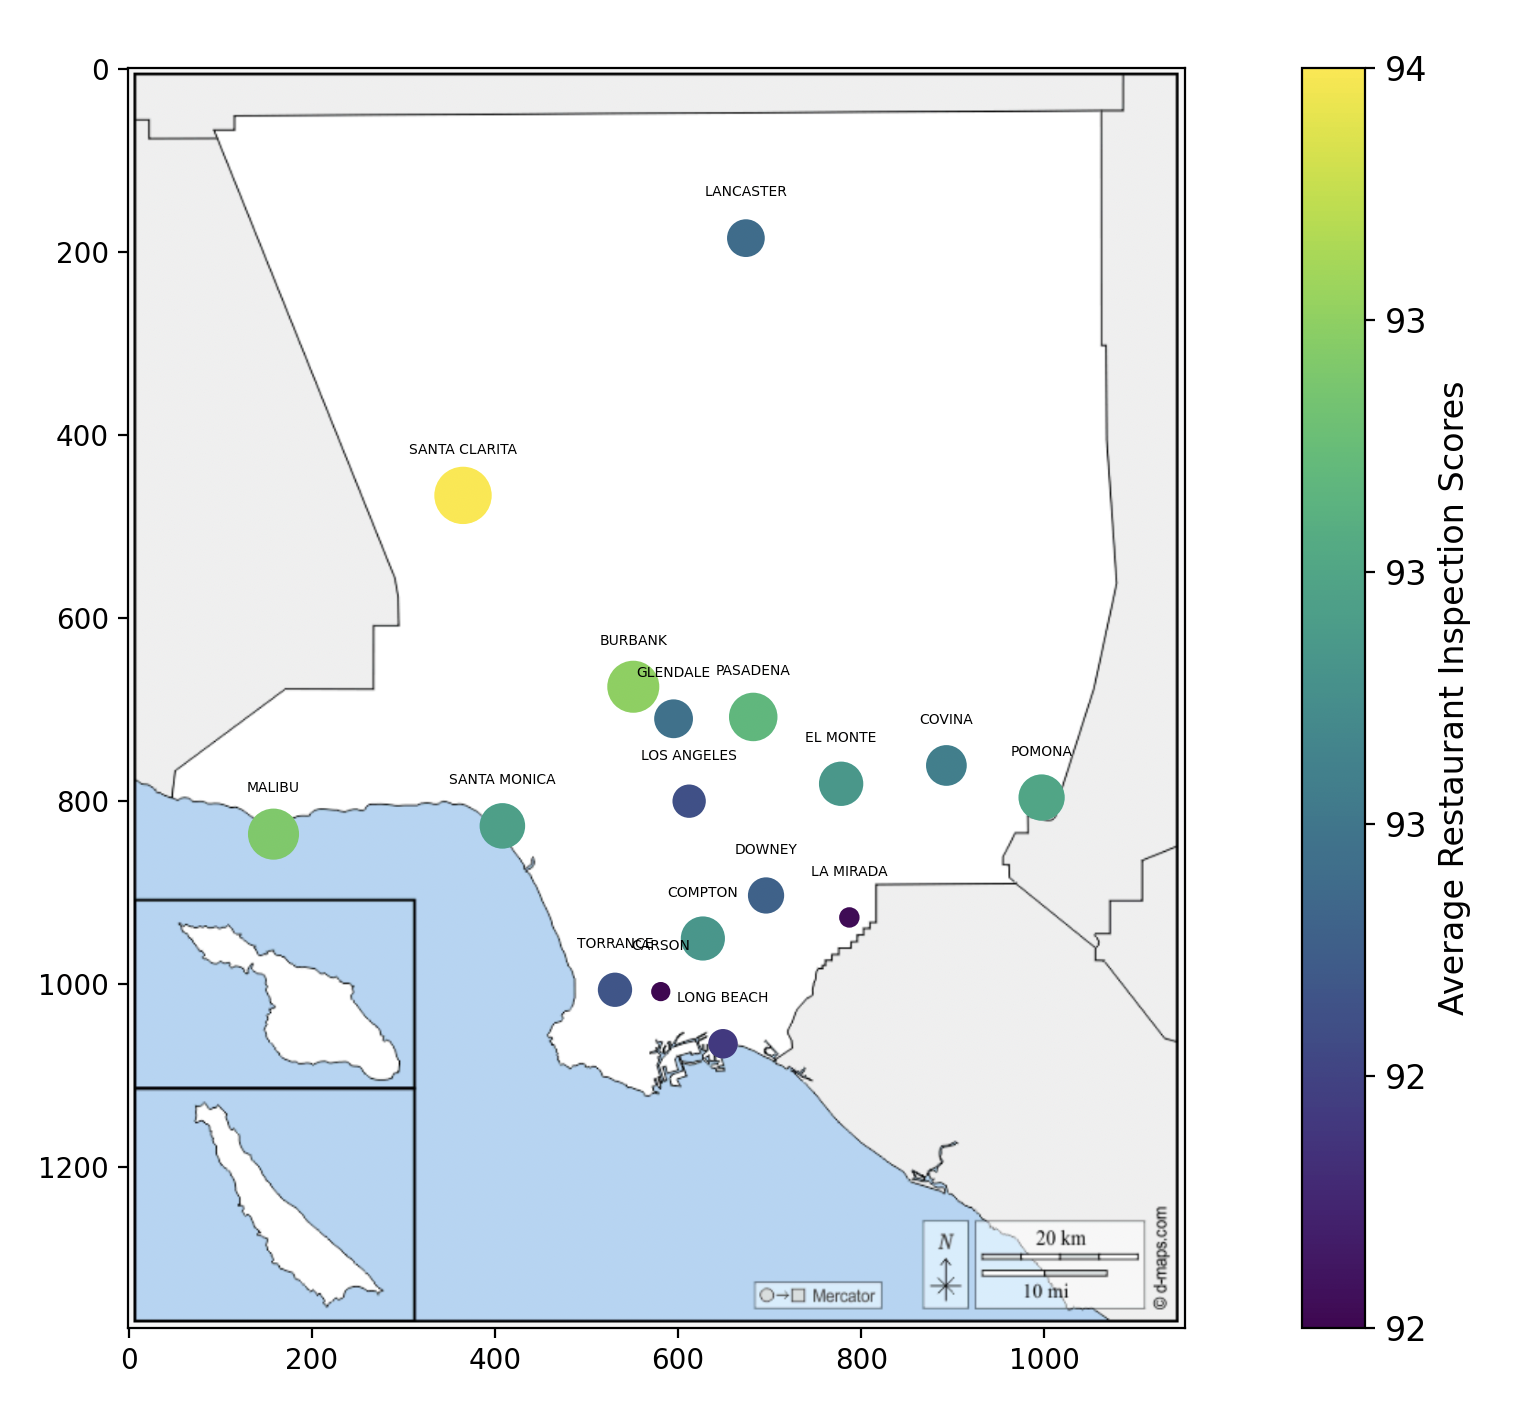 0
200
400
600
800
1000
1200
0
200
400
600
800
1000
LANCASTER
SANTA CLARITA
BURBANK
GLENDALE
PASADENA
COVINA
EL MONTE
POMONA
LOS ANGELES
SANTA MONICA
MALIBU
DOWNEY
LA MIRADA
COMPTON
TORRANCE
CARSON
LONG BEACH
N
20 km
10 mi
Mercator
© d-maps.com
94
93
93
93
92
92
Average Restaurant Inspection Scores